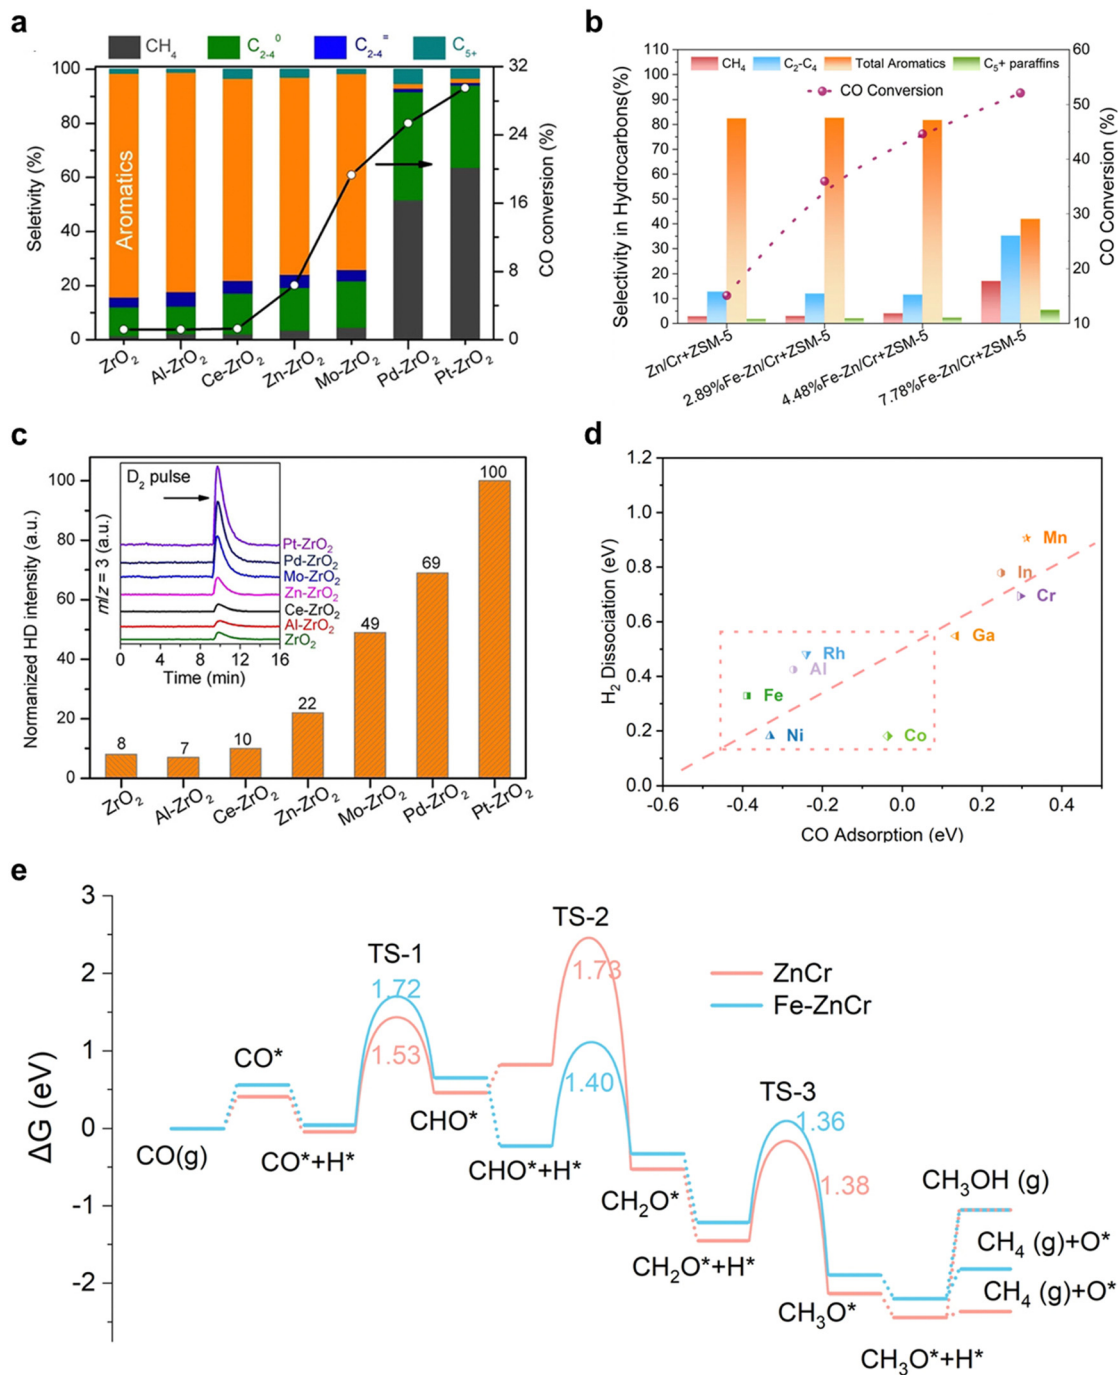 a
CH4
C2-4 0
C2-4 =
C5+
100
80
60
40
20
0
Seletivity (%)
Aromatics
32
24
16
8
0
CO conversion (%)
ZrO2
Al-ZrO2
Ce-ZrO2
Zn-ZrO2
Mo-ZrO2
Pd-ZrO2
Pt-ZrO2
b
110
100
90
80
70
60
50
40
30
20
10
0
Selectivity in Hydrocarbons(%)
CH4
C2-C4
Total Aromatics
C5+ paraffins
CO Conversion
60
50
40
30
20
10
CO Conversion (%)
Zn/Cr+ZSM-5
2.89%Fe-Zn/Cr+ZSM-5
4.48%Fe-Zn/Cr+ZSM-5
7.78%Fe-Zn/Cr+ZSM-5
c
100
80
60
40
20
0
Normanized HD intensity (a.u.)
D2 pulse
m/z = 3 (a.u.)
Pt-ZrO2
Pd-ZrO2
Mo-ZrO2
Zn-ZrO2
Ce-ZrO2
Al-ZrO2
ZrO2
0 4 8 12 16
Time (min)
8
7
10
22
49
69
100
ZrO2
Al-ZrO2
Ce-ZrO2
Zn-ZrO2
Mo-ZrO2
Pd-ZrO2
Pt-ZrO2
d
1.2
1.0
0.8
0.6
0.4
0.2
0.0
H2 Dissociation (eV)
Mn
In
Cr
Ga
Rh
Al
Fe
Ni
Co
-0.6 -0.4 -0.2 0.0 0.2 0.4
CO Adsorption (eV)
e
3
2
1
0
-1
-2
ΔG (eV)
TS-1
1.72
1.53
TS-2
1.73
1.40
ZnCr
Fe-ZnCr
TS-3
1.36
1.38
CO(g)
CO*
CO*+H*
CHO*
CHO*+H*
CH2O*
CH2O*+H*
CH3O*
CH3O*+H*
CH3OH (g)
CH4 (g)+O*
CH4 (g)+O*